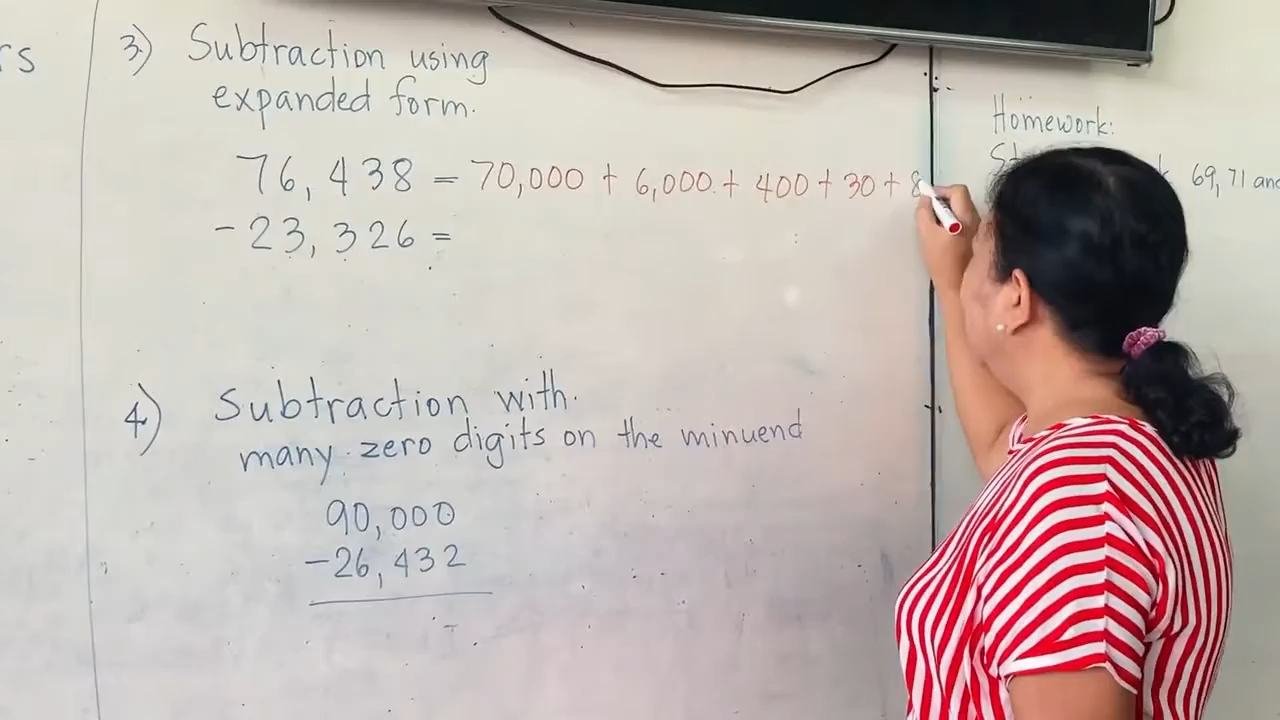 rs
3) Subtraction using
expanded form.
76,438 = 70,000 + 6,000 + 400 + 30 + 8
-23,326 =
4) Subtraction with
many zero digits on the minuend
90,000
-26,432
Homework:
69, 71 and